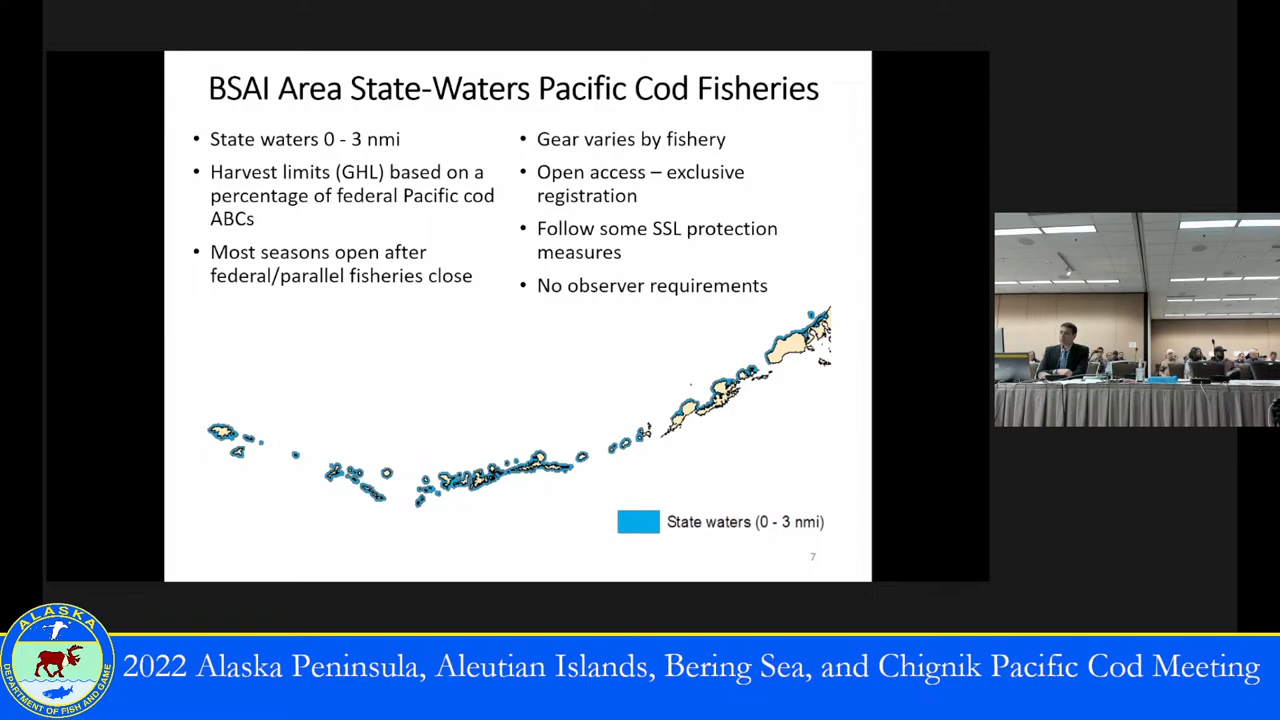 BSAI Area State-Waters Pacific Cod Fisheries
• State waters 0 - 3 nmi
• Harvest limits (GHL) based on a
percentage of federal Pacific cod
ABCs
• Most seasons open after
federal/parallel fisheries close
• Gear varies by fishery
• Open access – exclusive
registration
• Follow some SSL protection
measures
• No observer requirements
State waters (0 - 3 nmi)
7
ALASKA
DEPARTMENT OF FISH AND GAME
2022 Alaska Peninsula, Aleutian Islands, Bering Sea, and Chignik Pacific Cod Meeting